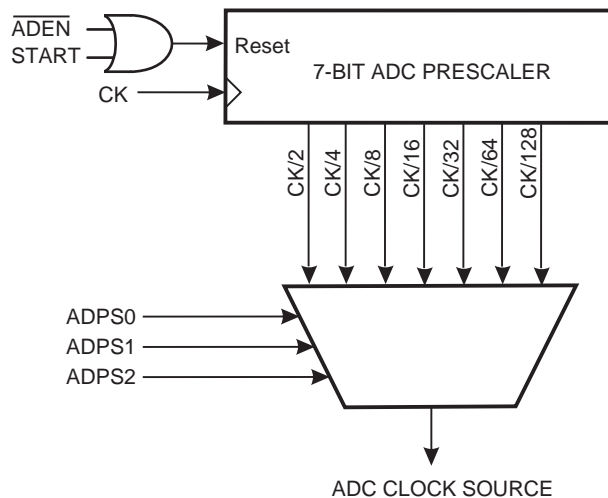 ADEN
START
Reset
7-BIT ADC PRESCALER
CK
CK/2
CK/4
CK/8
CK/16
CK/32
CK/64
CK/128
ADPS0
ADPS1
ADPS2
ADC CLOCK SOURCE